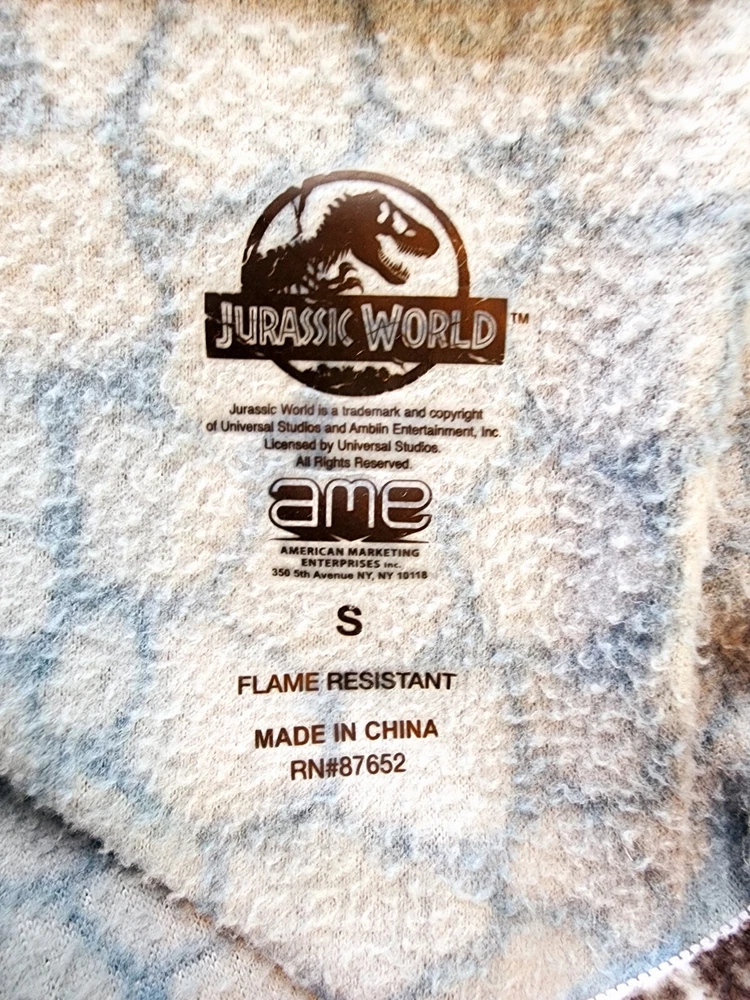 JURASSIC WORLD™
Jurassic World is a trademark and copyright
of Universal Studios and Amblin Entertainment, Inc.
Licensed by Universal Studios.
All Rights Reserved.
ame
AMERICAN MARKETING
ENTERPRISES Inc.
350 5th Avenue NY, NY 10118
S
FLAME RESISTANT
MADE IN CHINA
RN#87652